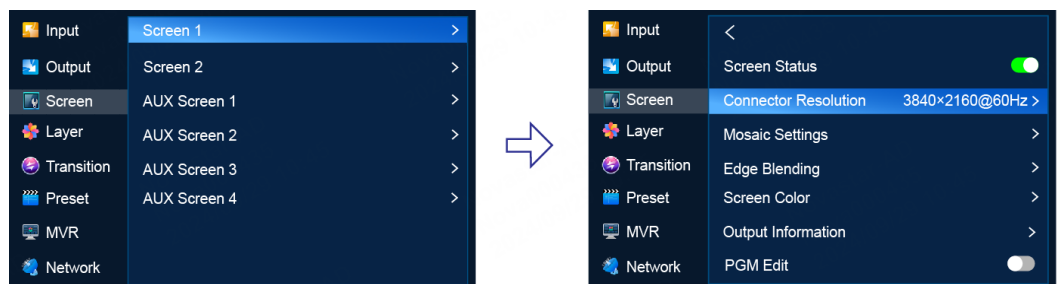 Input
Output
Screen
Layer
Transition
Preset
MVR
Network
Screen 1 >
Screen 2 >
AUX Screen 1 >
AUX Screen 2 >
AUX Screen 3 >
AUX Screen 4 >
Input
Output
Screen
Layer
Transition
Preset
MVR
Network
<
Screen Status
Connector Resolution 3840×2160@60Hz >
Mosaic Settings >
Edge Blending >
Screen Color >
Output Information >
PGM Edit